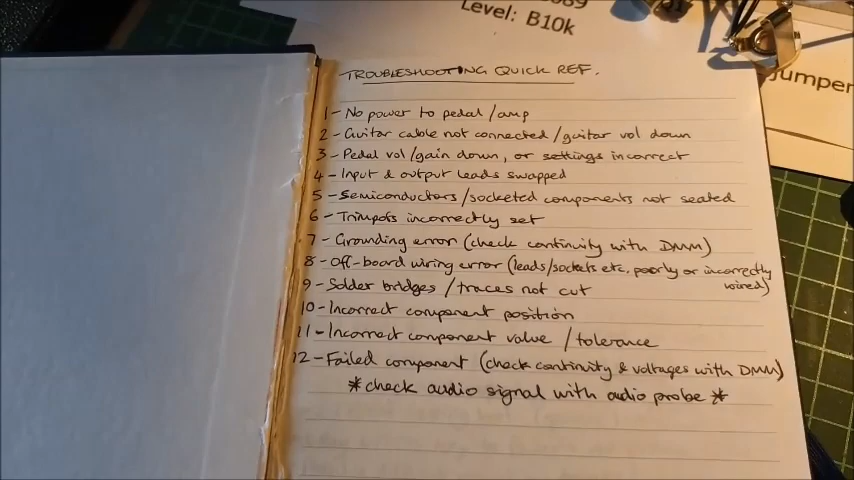 Level: B10k
jumper
TROUBLESHOOTING QUICK REF.
1 - No power to pedal/amp
2 - Guitar cable not connected/guitar vol down
3 - Pedal vol/gain down, or settings incorrect
4 - Input & output leads swapped
5 - Semiconductors/socketed components not seated
6 - Trimpots incorrectly set
7 - Grounding error (check continuity with DMM)
8 - Off-board wiring error (leads/sockets etc, poorly or incorrectly
wired)
9 - Solder bridges/traces not cut
10 - Incorrect component position
11 - Incorrect component value/tolerance
12 - Failed component (check continuity & voltages with DMM)
*check audio signal with audio probe*